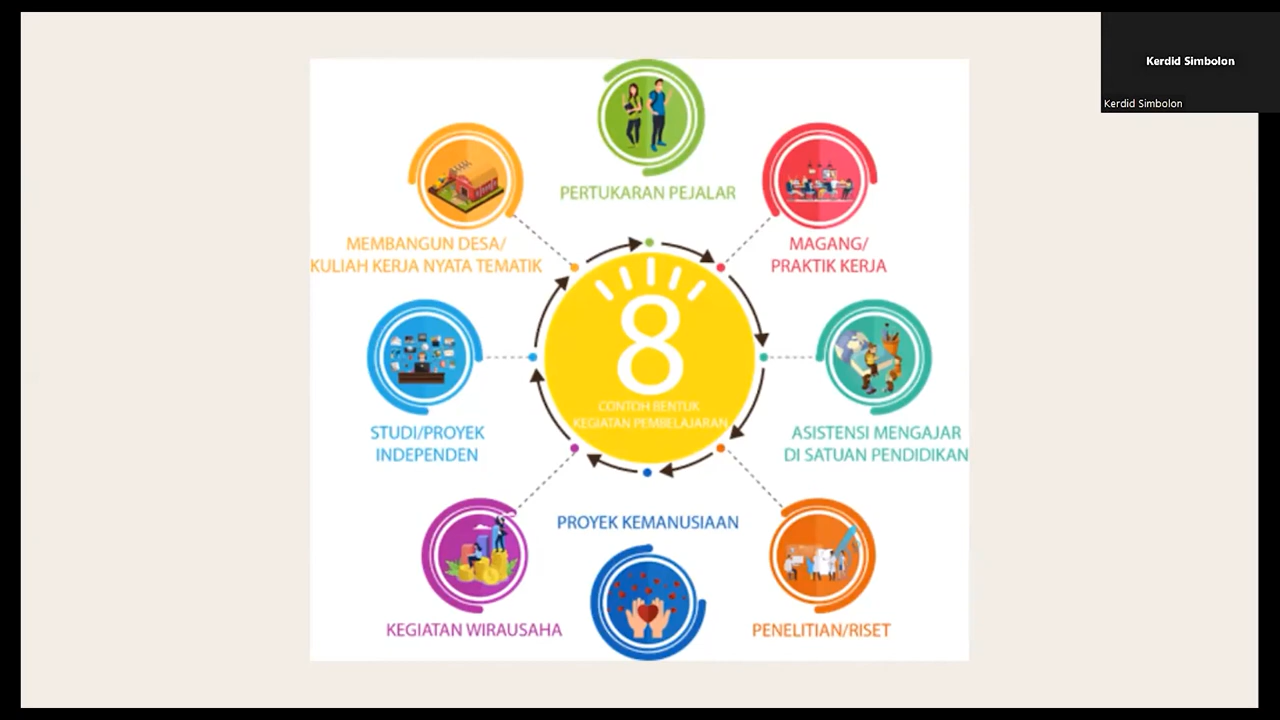 Kerdid Simbolon
Kerdid Simbolon
PERTUKARAN PEJALAR
MAGANG/
PRAKTIK KERJA
ASISTENSI MENGAJAR
DI SATUAN PENDIDIKAN
PENELITIAN/RISET
PROYEK KEMANUSIAAN
KEGIATAN WIRAUSAHA
STUDI/PROYEK
INDEPENDEN
MEMBANGUN DESA/
KULIAH KERJA NYATA TEMATIK
8
CONTOH BENTUK
KEGIATAN PEMBELAJARAN